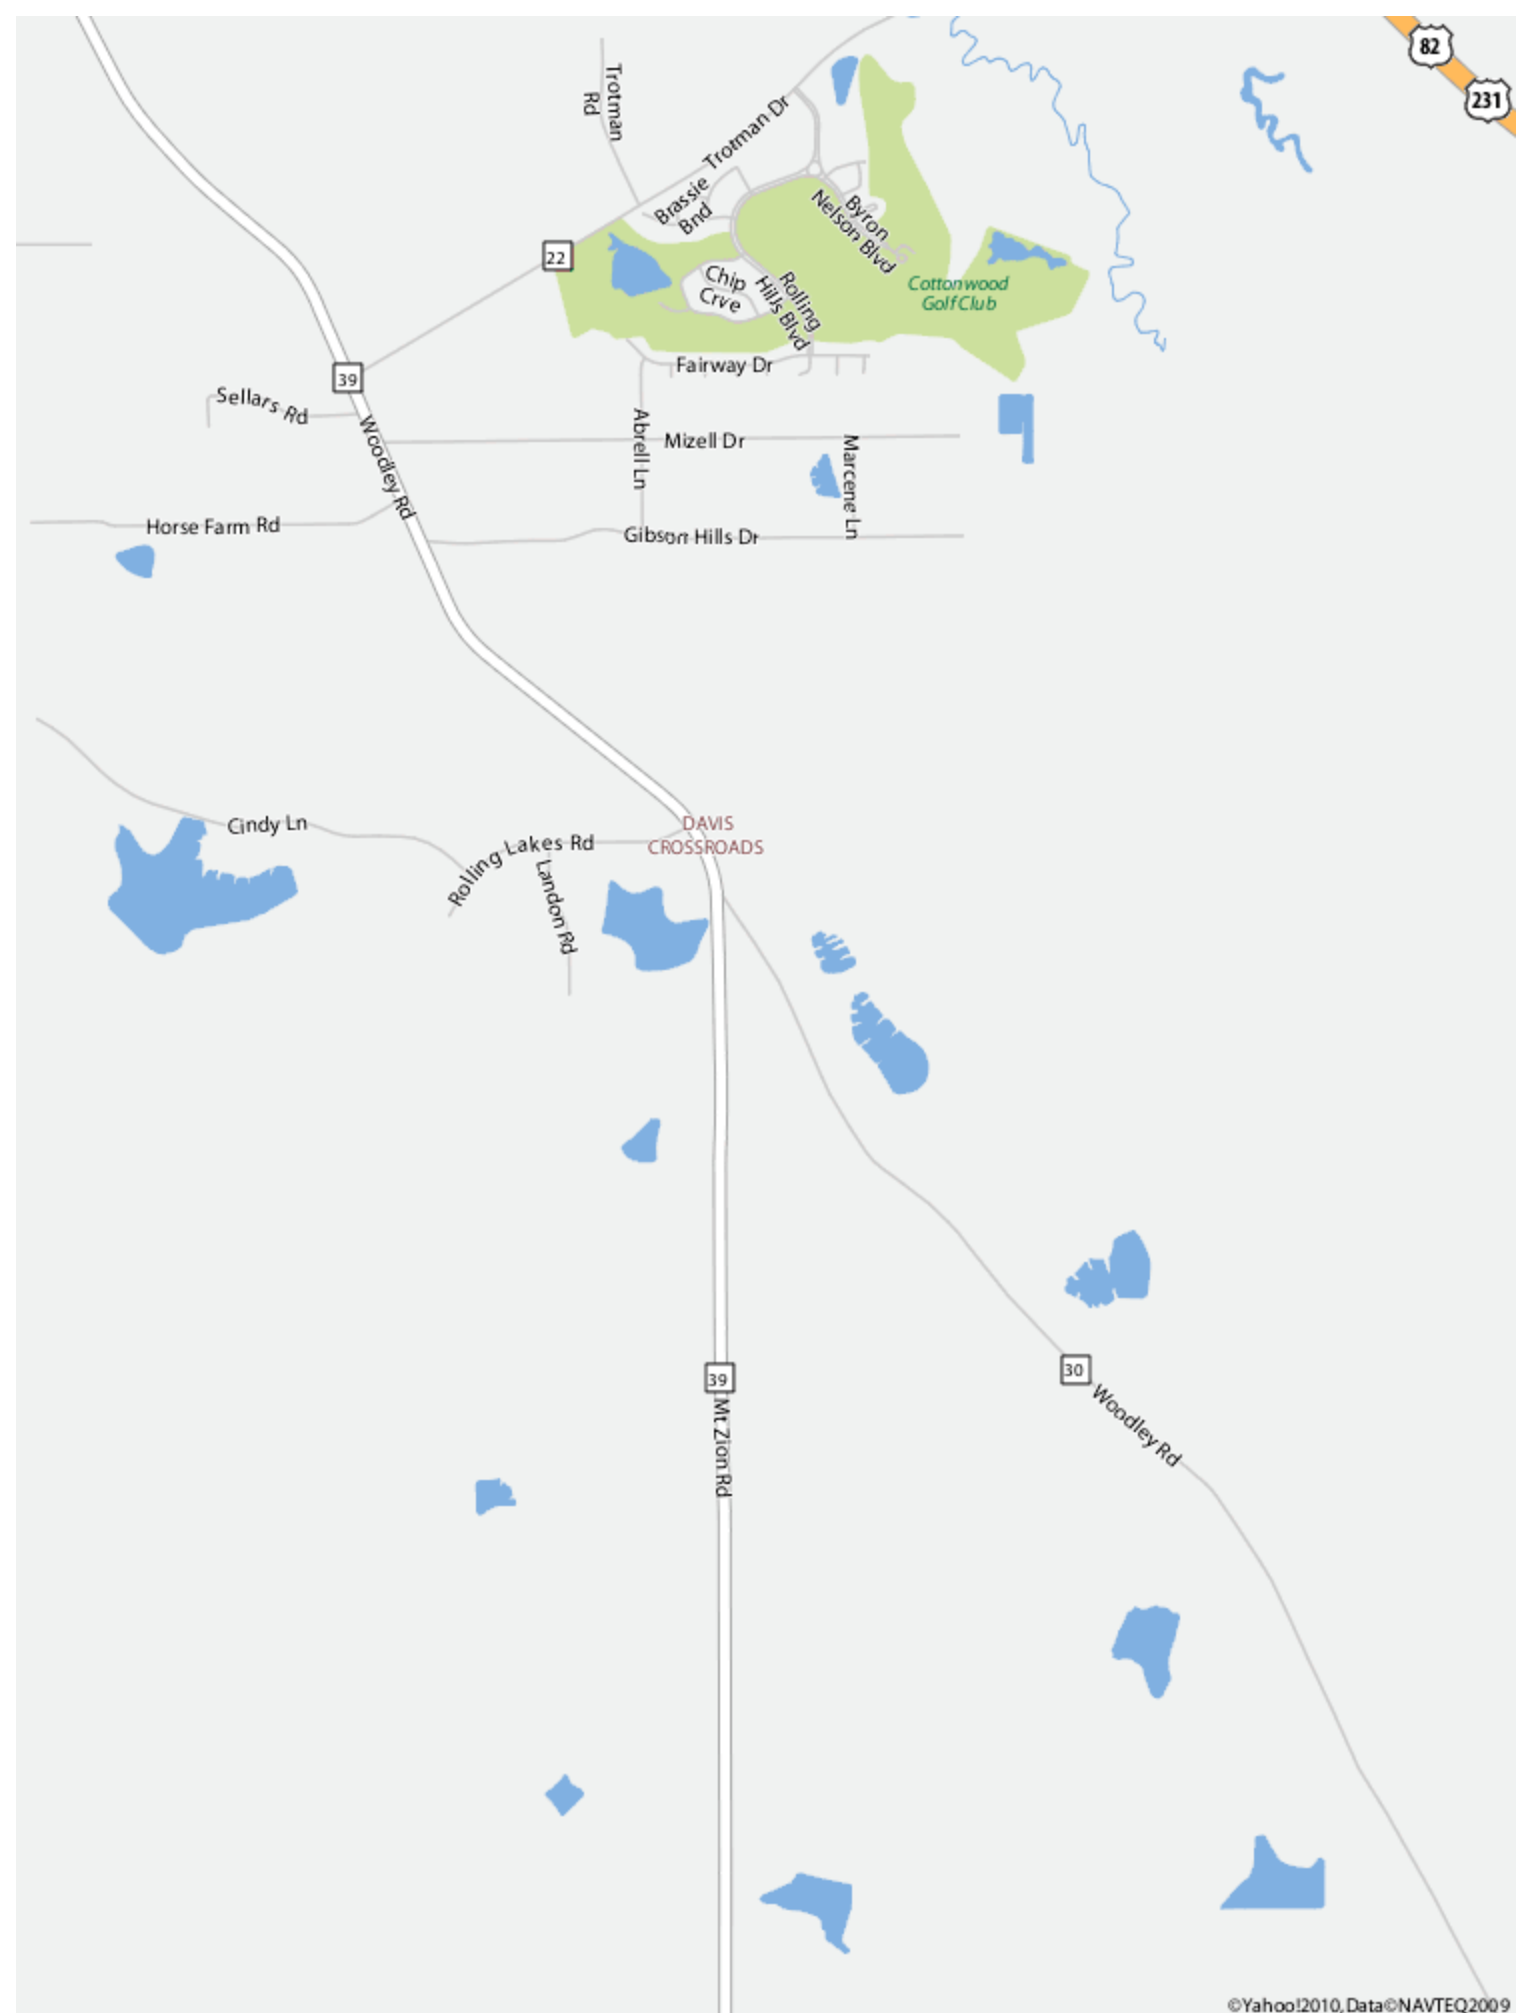 82
231
Trotman
Rd
Trotman Dr
Brassie
Bnd
Byron
Nelson Blvd
22
Chip
Crve
Rolling
Hills Blvd
Cottonwood
Golf Club
Fairway Dr
39
Sellars Rd
Woodley Rd
Abrell Ln
Mizell Dr
Marcene Ln
Horse Farm Rd
Gibson Hills Dr
DAVIS
CROSSROADS
Cindy Ln
Rolling Lakes Rd
Landon Rd
30
39
Woodley Rd
Mt Zion Rd
©Yahoo!2010, Data©NAVTEQ2009